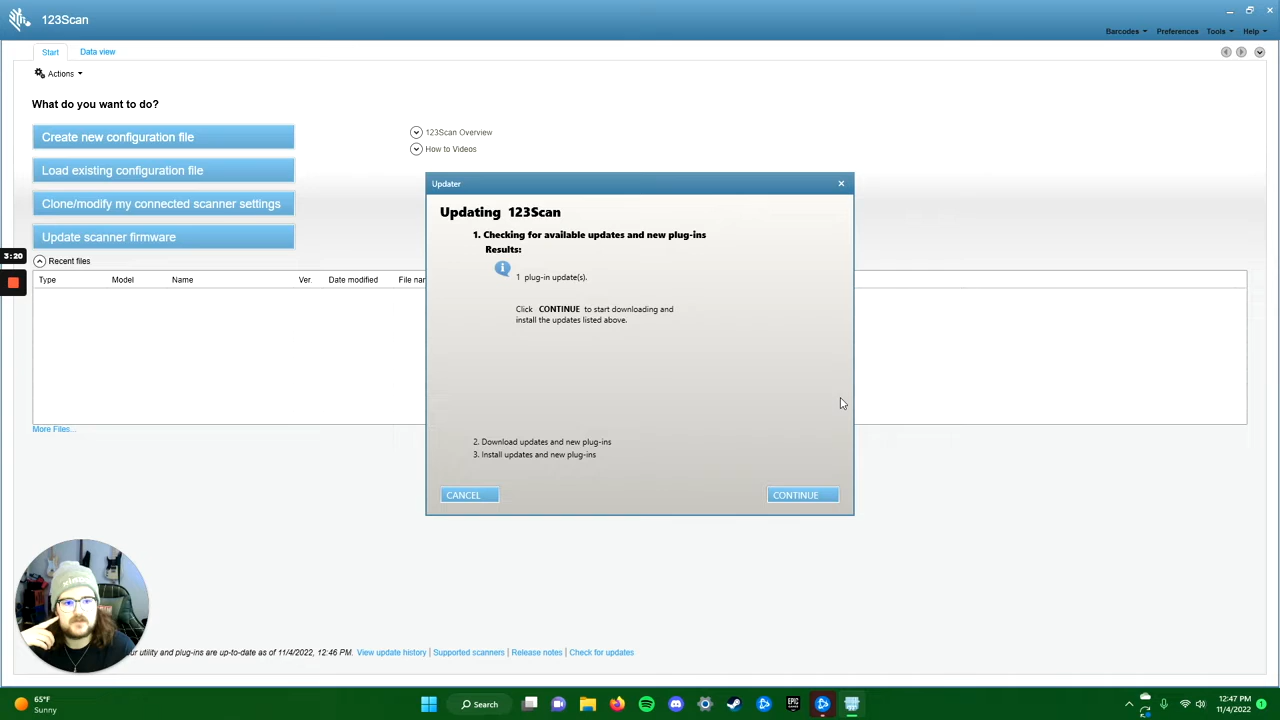 123Scan
Barcodes Preferences Tools Help
Start Data view
Actions
What do you want to do?
Create new configuration file
Load existing configuration file
Clone/modify my connected scanner settings
Update scanner firmware
123Scan Overview
How to Videos
3:20
Recent files
Type Model Name Ver. Date modified File nar
More Files...
Updater
Updating 123Scan
1. Checking for available updates and new plug-ins
Results:
1 plug-in update(s).
Click CONTINUE to start downloading and
install the updates listed above.
2. Download updates and new plug-ins
3. Install updates and new plug-ins
CANCEL CONTINUE
ur utility and plug-ins are up-to-date as of 11/4/2022, 12:46 PM. View update history | Supported scanners | Release notes | Check for updates
65°F
Sunny
Search
EPIC
12:47 PM
11/4/2022
1